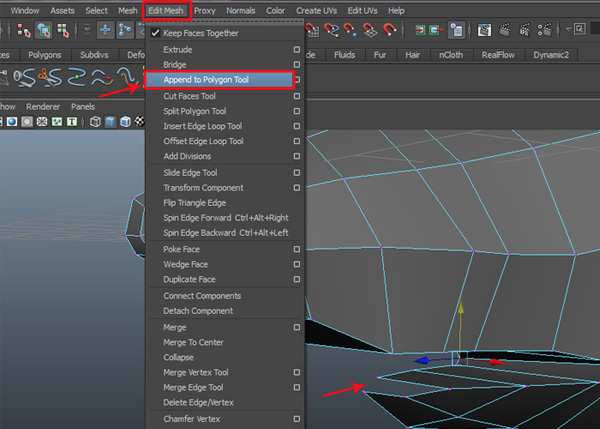 es Assets Select Mesh Edit Mesh Proxy Normals Color Create UVs Edit UVs Help
Polygons Subdivs Fluids Fur Hair nCloth RealFlow Dynamic2
Show Renderer Panels
Keep Faces Together
Extrude
Bridge
Append to Polygon Tool
Cut Faces Tool
Split Polygon Tool
Insert Edge Loop Tool
Offset Edge Loop Tool
Add Divisions
Slide Edge Tool
Transform Component
Flip Triangle Edge
Spin Edge Forward Ctrl+Alt+Right
Spin Edge Backward Ctrl+Alt+Left
Poke Face
Wedge Face
Duplicate Face
Connect Components
Detach Component
Merge
Merge To Center
Collapse
Merge Vertex Tool
Merge Edge Tool
Delete Edge/Vertex
Chamfer Vertex